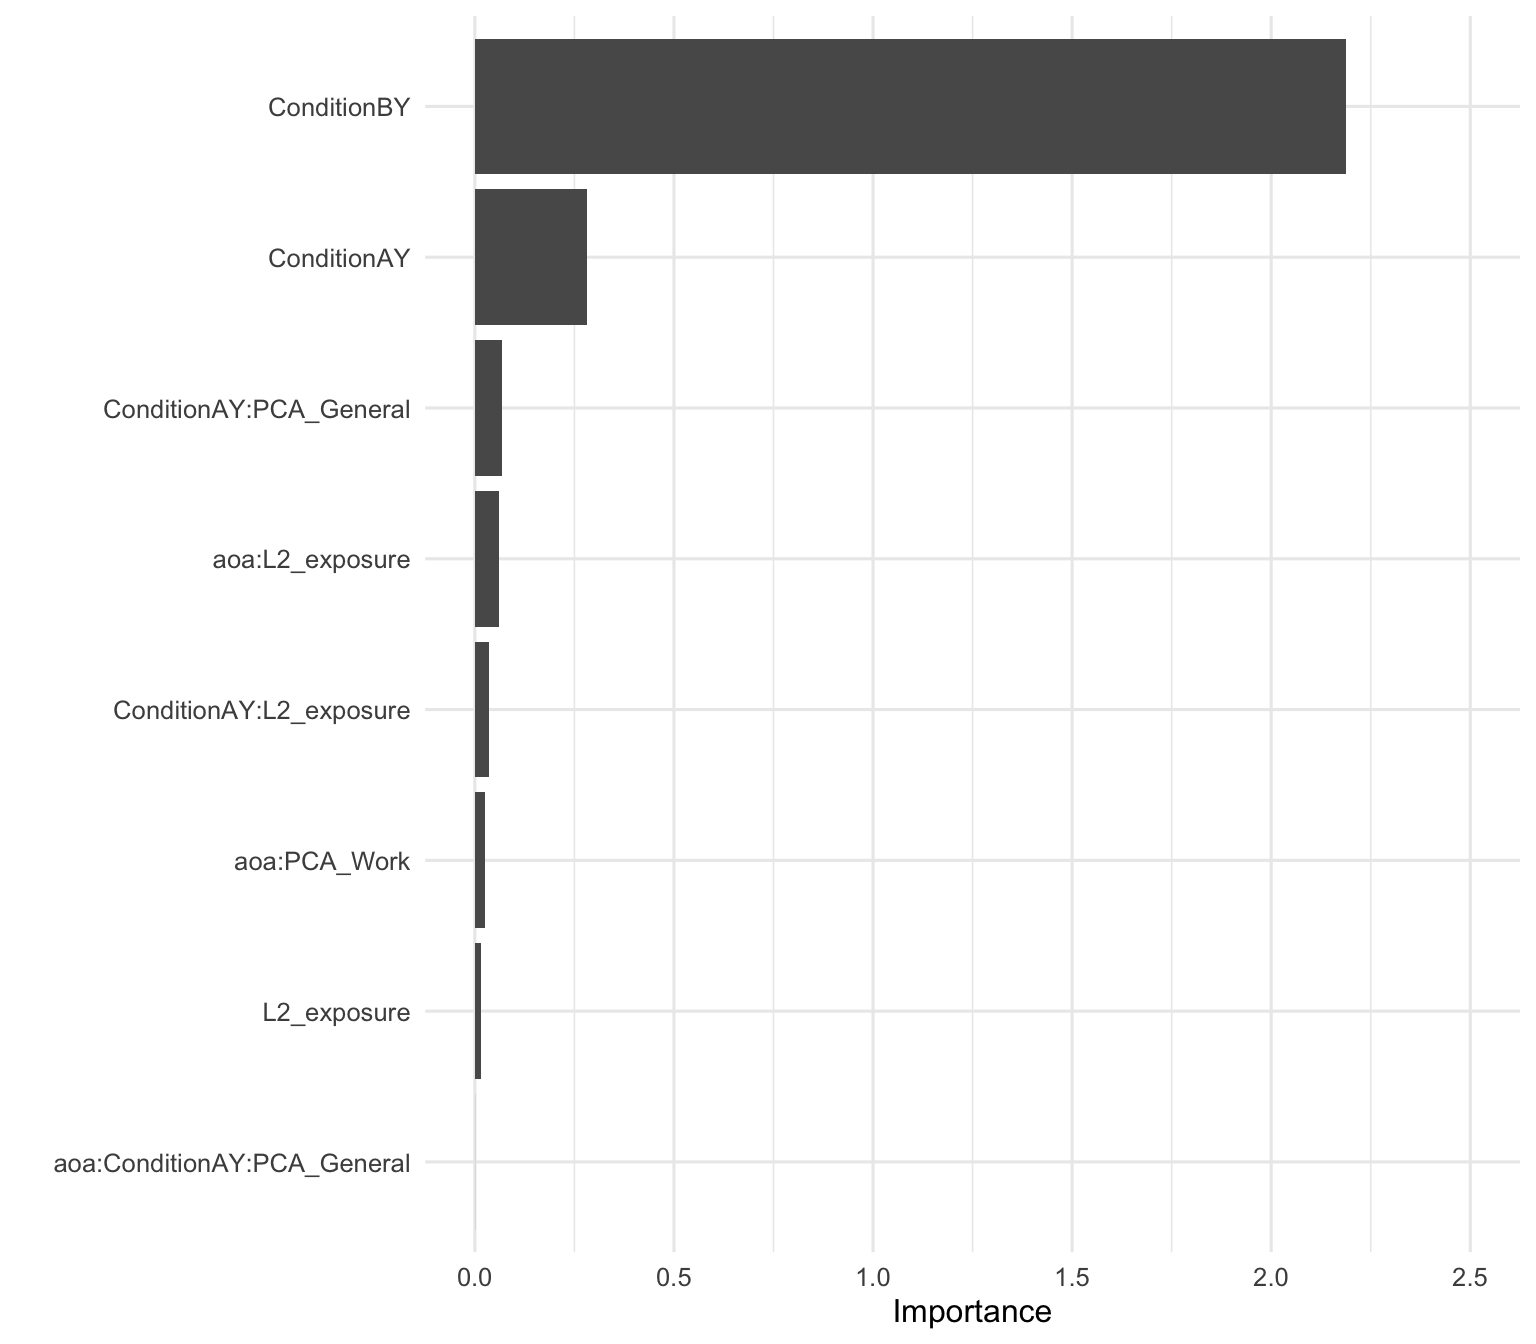 ConditionBY
ConditionAY
ConditionAY:PCA_General
aoa:L2_exposure
ConditionAY:L2_exposure
aoa:PCA_Work
L2_exposure
aoa:ConditionAY:PCA_General
0.0 0.5 1.0 1.5 2.0 2.5
Importance